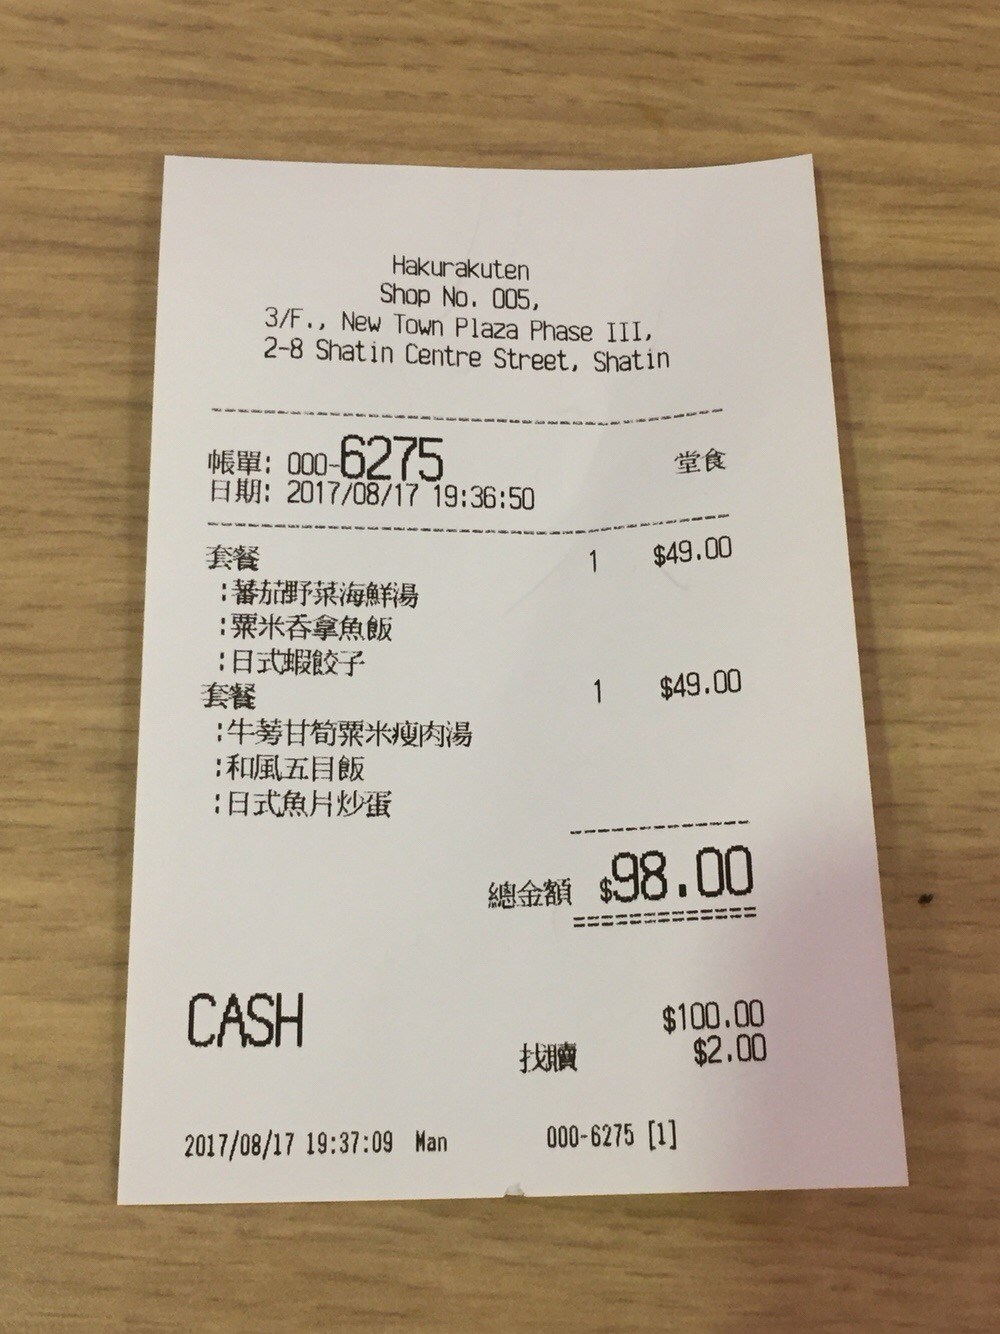 Hakurakuten
Shop No. 005,
3/F., New Town Plaza Phase III,
2-8 Shatin Centre Street, Shatin
帳單: 000-6275 堂食
日期: 2017/08/17 19:36:50
套餐 1 $49.00
:蕃茄野菜海鮮湯
:粟米吞拿魚飯
:日式蝦餃子
套餐 1 $49.00
:牛蒡甘筍粟米瘦肉湯
:和風五目飯
:日式魚片炒蛋
總金額 $98.00
CASH $100.00
找贖 $2.00
2017/08/17 19:37:09 Man 000-6275 [1]